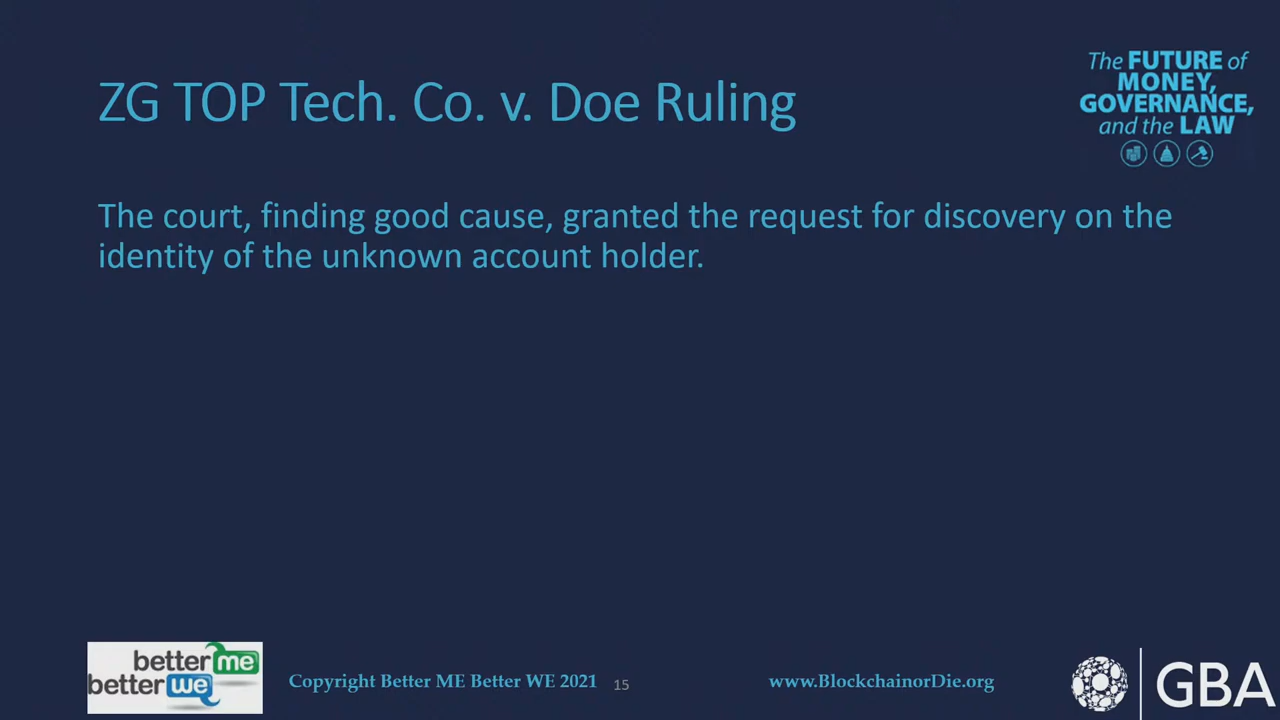 ZG TOP Tech. Co. v. Doe Ruling
The FUTURE of
MONEY,
GOVERNANCE,
and the LAW
The court, finding good cause, granted the request for discovery on the
identity of the unknown account holder.
better me
better we
Copyright Better ME Better WE 2021
15
www.BlockchainorDie.org
GBA